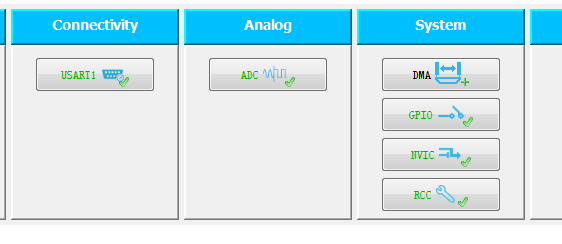 Connectivity
Analog
System
USART1
ADC
DMA
GPIO
NVIC
RCC